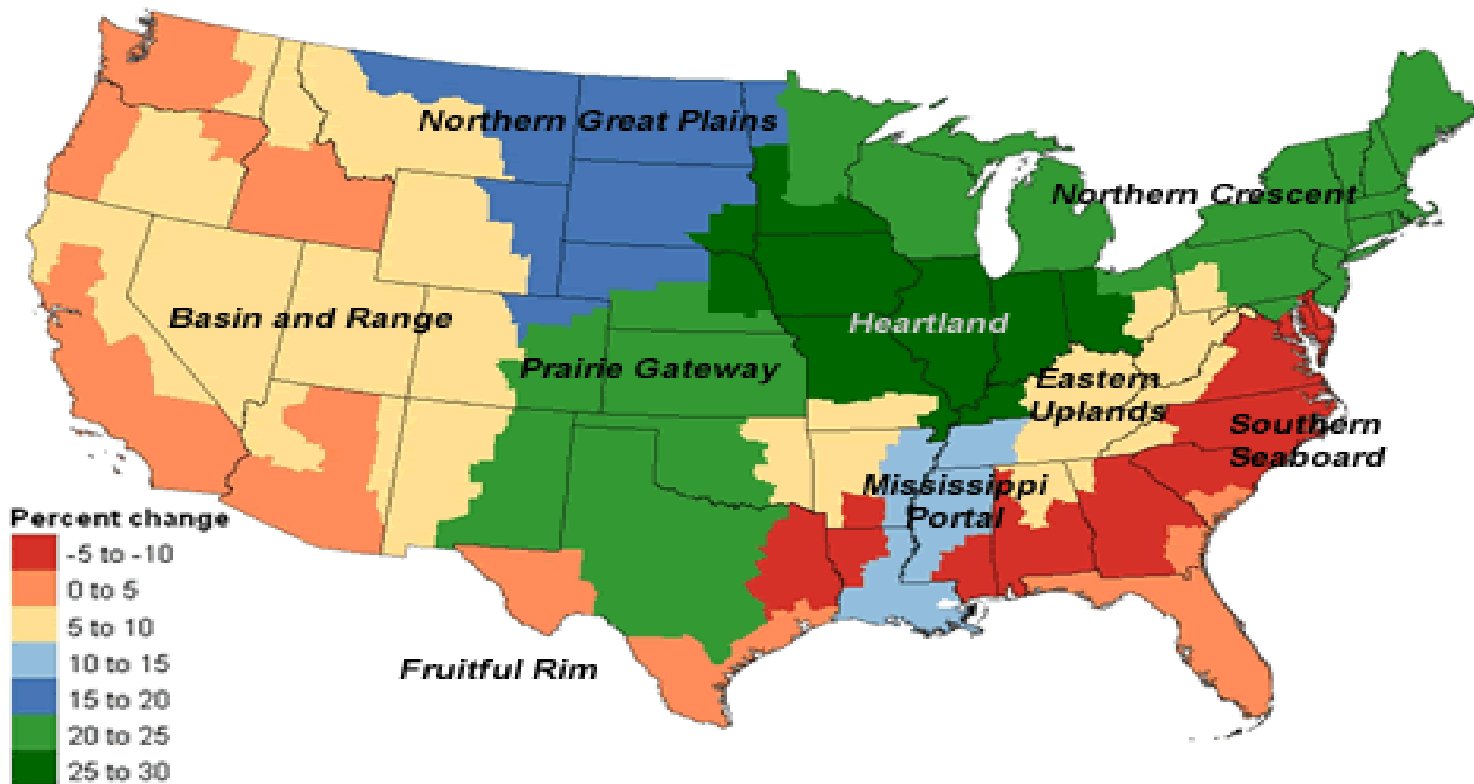 Northern Great Plains
Northern Crescent
Basin and Range
Heartland
Prairie Gateway
Eastern
Uplands
Southern
Seaboard
Mississippi
Portal
Fruitful Rim
Percent change
-5 to -10
0 to 5
5 to 10
10 to 15
15 to 20
20 to 25
25 to 30